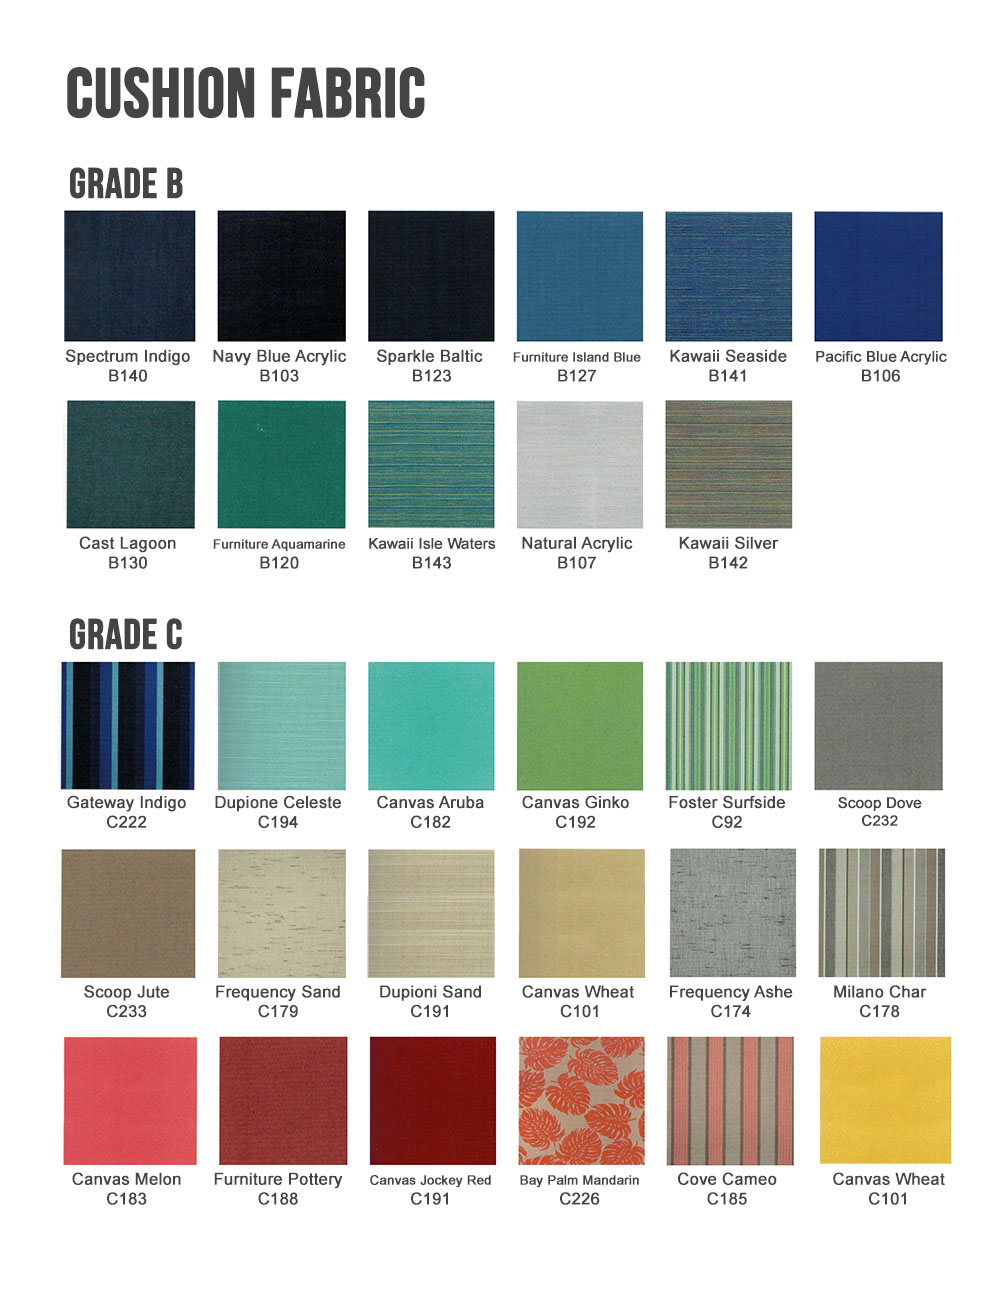 CUSHION FABRIC
GRADE B
Spectrum Indigo
B140
Navy Blue Acrylic
B103
Sparkle Baltic
B123
Furniture Island Blue
B127
Kawaii Seaside
B141
Pacific Blue Acrylic
B106
Cast Lagoon
B130
Furniture Aquamarine
B120
Kawaii Isle Waters
B143
Natural Acrylic
B107
Kawaii Silver
B142
GRADE C
Gateway Indigo
C222
Dupione Celeste
C194
Canvas Aruba
C182
Canvas Ginko
C192
Foster Surfside
C92
Scoop Dove
C232
Scoop Jute
C233
Frequency Sand
C179
Dupioni Sand
C191
Canvas Wheat
C101
Frequency Ashe
C174
Milano Char
C178
Canvas Melon
C183
Furniture Pottery
C188
Canvas Jockey Red
C191
Bay Palm Mandarin
C226
Cove Cameo
C185
Canvas Wheat
C101